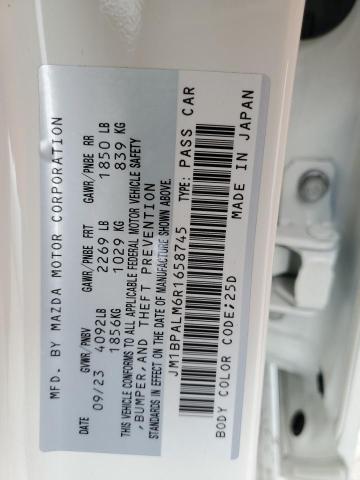 MFD. BY MAZDA MOTOR CORPORATION
DATE GVWR/PNBV GAWR/PNBE FRT GAWR/PNBE RR
09/23 4092LB 2269 LB 1850 LB
1856KG 1029 KG 839 KG
THIS VEHICLE CONFORMS TO ALL APPLICABLE FEDERAL MOTOR VEHICLE SAFETY
,BUMPER,AND THEFT PREVENTION
STANDARDS IN EFFECT ON THE DATE OF MANUFACTURE SHOWN ABOVE.
JM1BPALM6R1658745 TYPE: PASS CAR
BODY COLOR CODE;25D MADE IN JAPAN